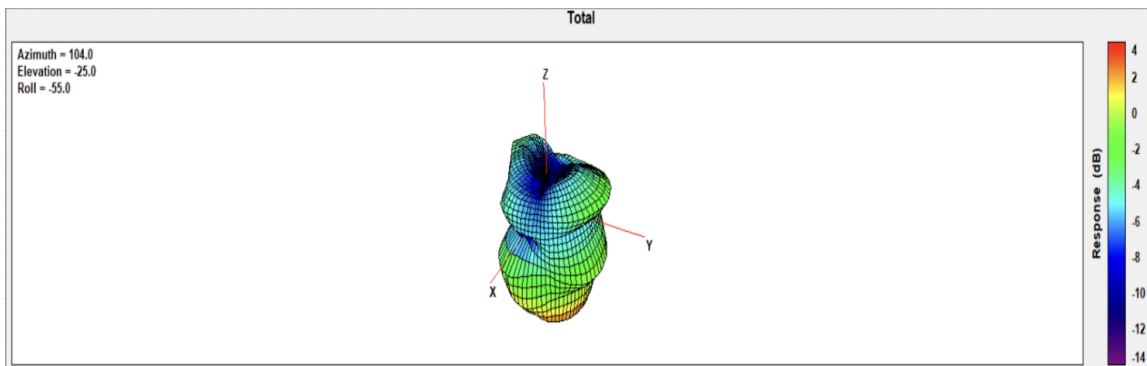 Total
Azimuth = 104.0
Elevation = -25.0
Roll = -55.0
Z
Y
X
4
2
0
-2
-4
-6
-8
-10
-12
-14
Response (dB)